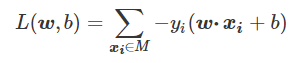 L(w, b) = ∑ −yᵢ(w· xᵢ + b)
xᵢ∈M